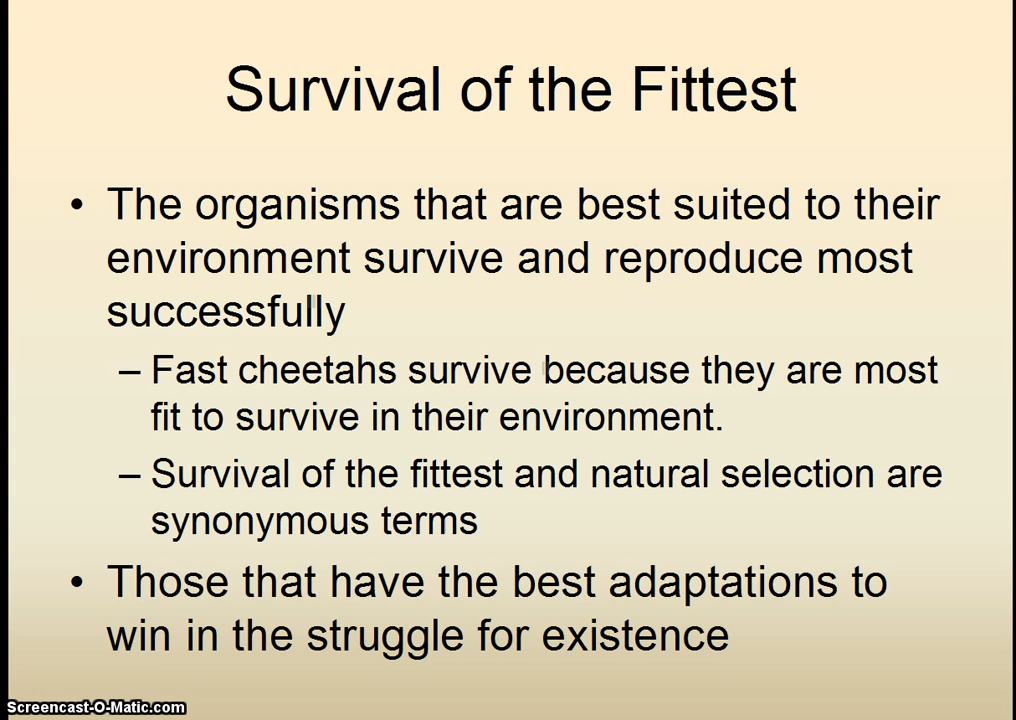 Survival of the Fittest
• The organisms that are best suited to their
environment survive and reproduce most
successfully
– Fast cheetahs survive because they are most
fit to survive in their environment.
– Survival of the fittest and natural selection are
synonymous terms
• Those that have the best adaptations to
win in the struggle for existence
Screencast-O-Matic.com